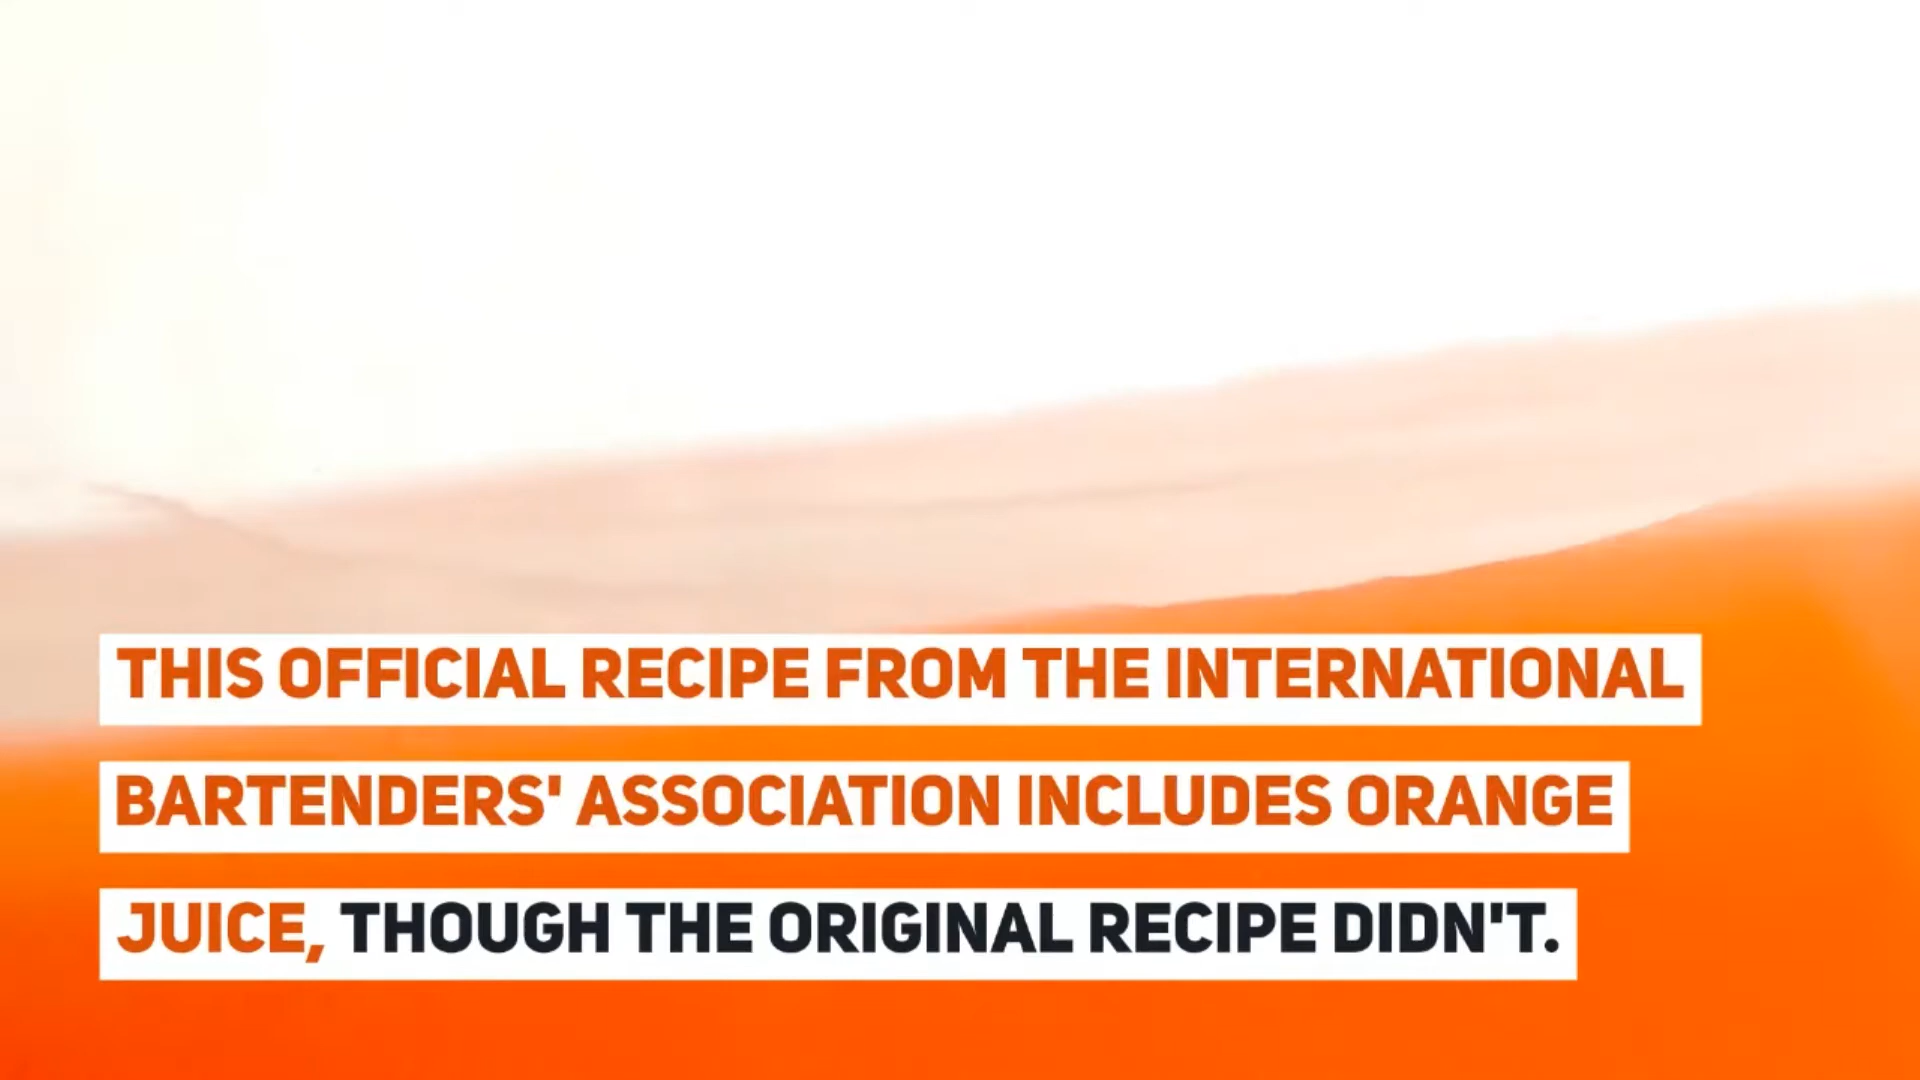 THIS OFFICIAL RECIPE FROM THE INTERNATIONAL
BARTENDERS' ASSOCIATION INCLUDES ORANGE
JUICE, THOUGH THE ORIGINAL RECIPE DIDN'T.